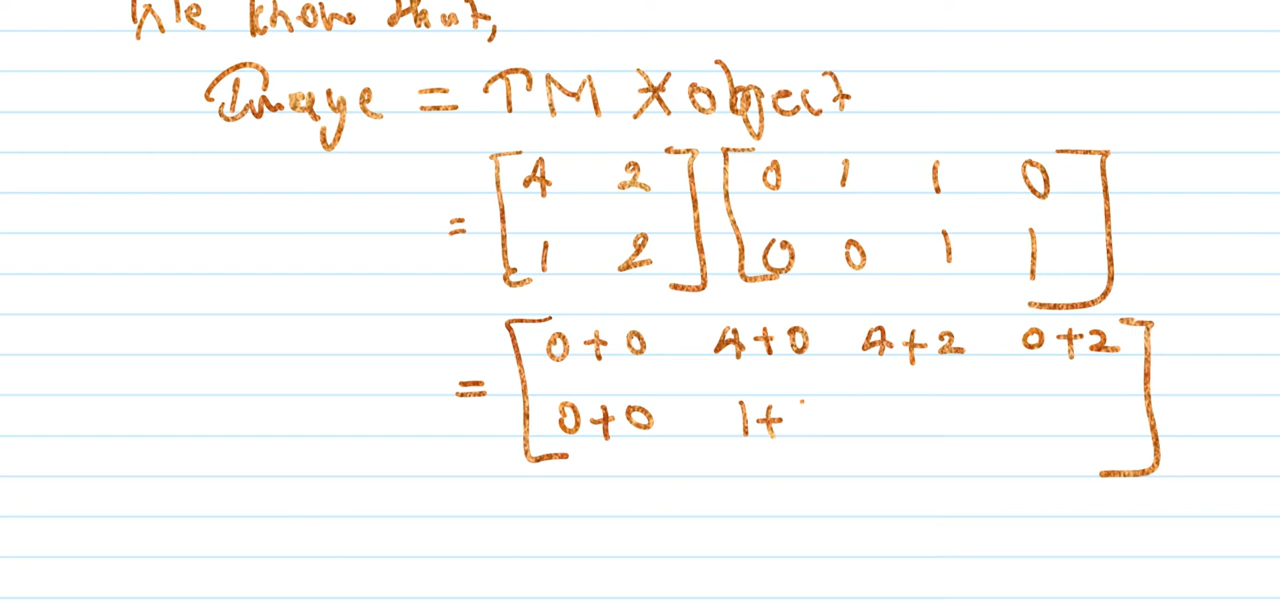 We know that,
Image = TM X object
= [4 2 1 2] [0 1 1 0 0 0 1 1]
= [0+0 4+0 4+2 0+2
0+0 1+ ]